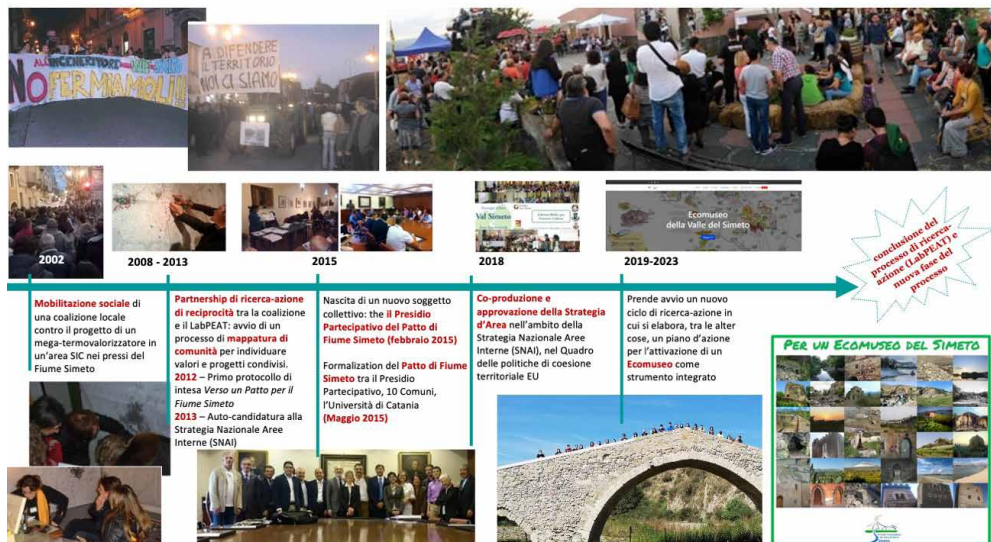 ALL'INCENERITORE
NO FERMIAMOLI!!!
A DIFENDERE
IL TERRITORIO
NOI CI SIAMO
2002
2008 - 2013
2015
2018
2019-2023
Val Simeto
Ecomuseo
della Valle del Simeto
conclusione del
processo di ricerca-
azione (LabPEAT) e
nuova fase del
processo
Mobilitazione sociale di
una coalizione locale
contro il progetto di un
mega-termovalorizzatore in
un'area SIC nei pressi del
Fiume Simeto
Partnership di ricerca-azione
di reciprocità tra la coalizione
e il LabPEAT: avvio di un
processo di mappatura di
comunità per individuare
valori e progetti condivisi.
2012 – Primo protocollo di
intesa Verso un Patto per il
Fiume Simeto
2013 – Auto-candidatura alla
Strategia Nazionale Aree
Interne (SNAI)
Nascita di un nuovo soggetto
collettivo: the il Presidio
Partecipativo del Patto di
Fiume Simeto (febbraio 2015)
Formalization del Patto di Fiume
Simeto tra il Presidio
Partecipativo, 10 Comuni,
l'Università di Catania
(Maggio 2015)
Co-produzione e
approvazione della Strategia
d'Area nell'ambito della
Strategia Nazionale Aree
Interne (SNAI), nel Quadro
delle politiche di coesione
territoriale EU
Prende avvio un nuovo
ciclo di ricerca-azione in
cui si elabora, tra le alter
cose, un piano d'azione
per l'attivazione di un
Ecomuseo come
strumento integrato
PER UN ECOMUSEO DEL SIMETO